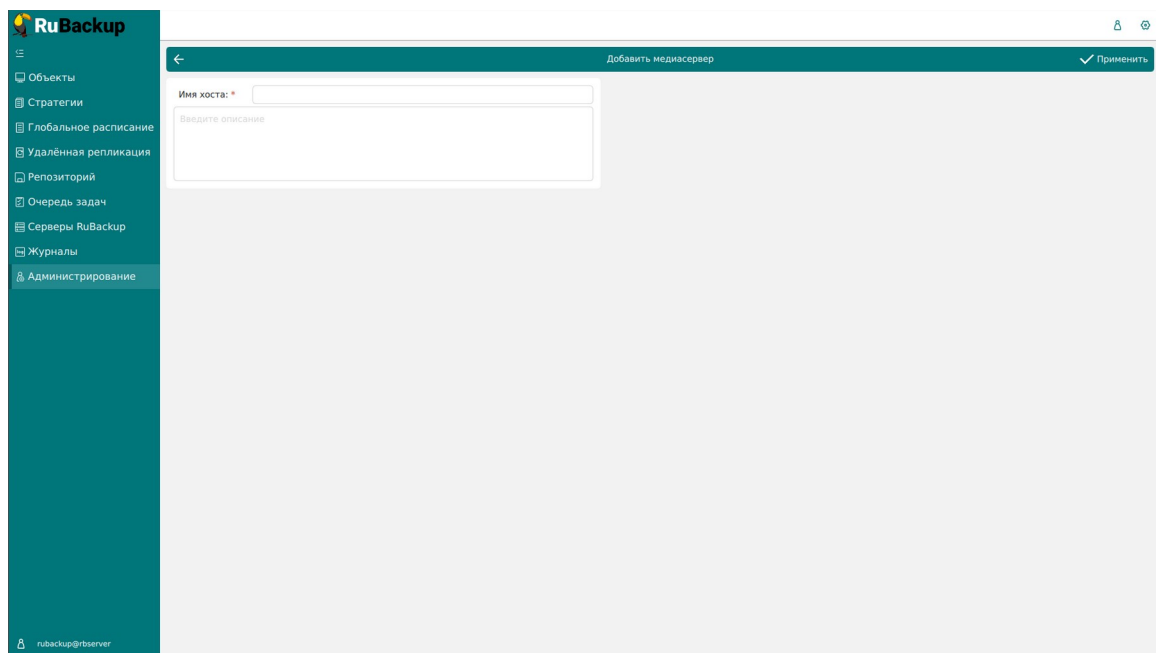 RuBackup
Добавить медиасервер
Применить
Объекты
Стратегии
Глобальное расписание
Удалённая репликация
Репозиторий
Очередь задач
Серверы RuBackup
Журналы
Администрирование
Имя хоста: *
Введите описание
rubackup@rbserver